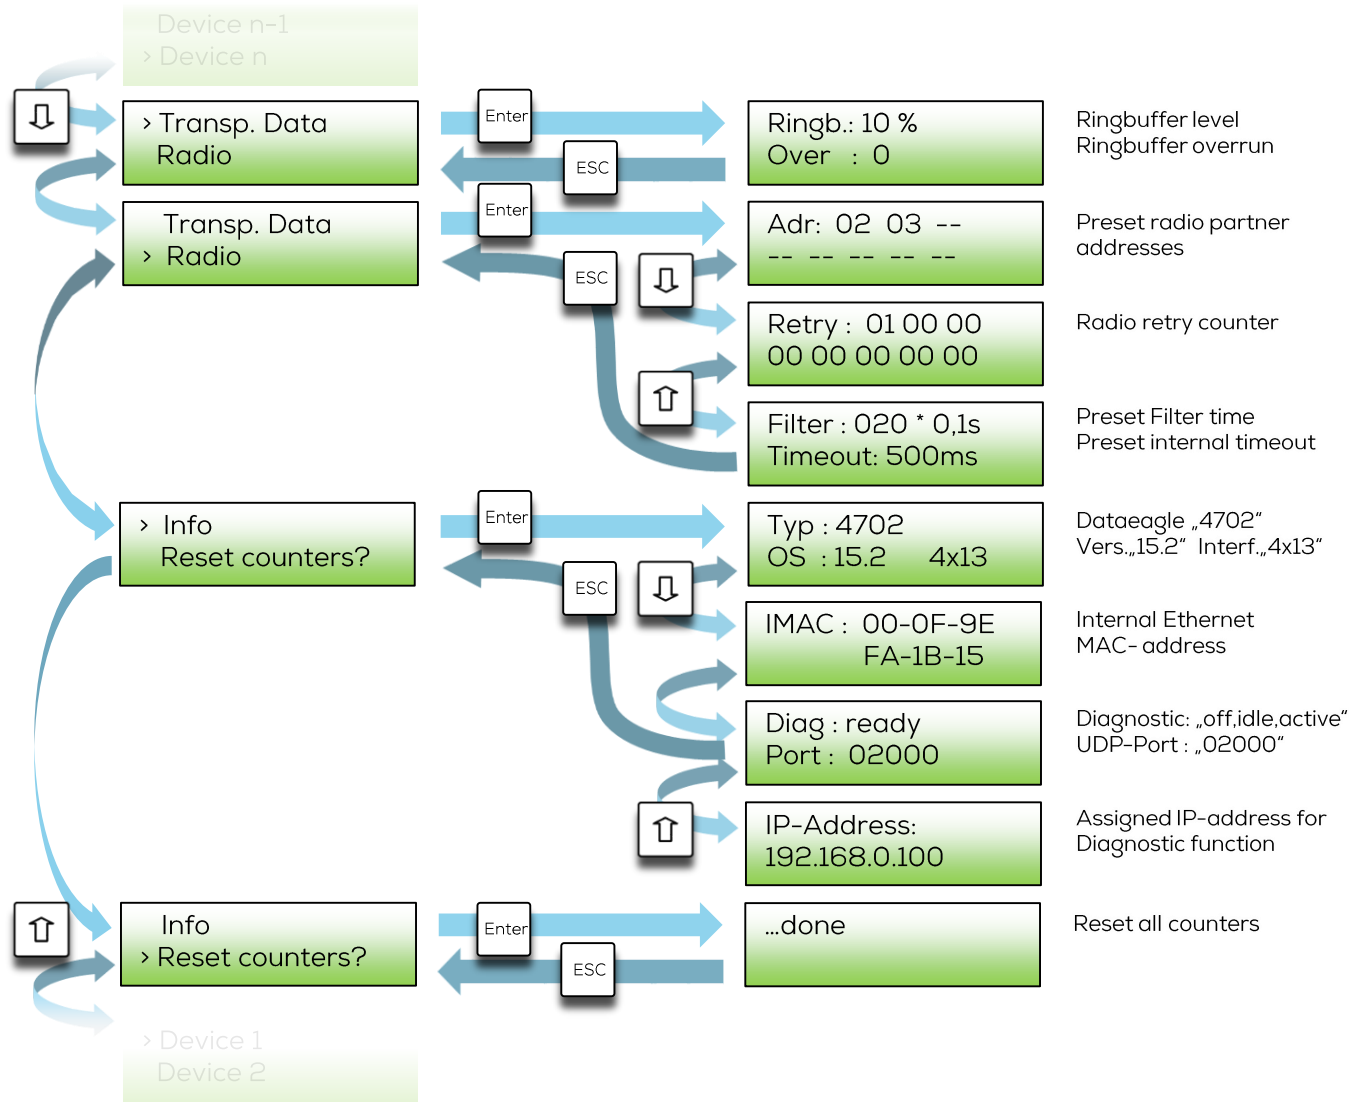 Device n-1
> Device n
> Transp. Data
Radio
Enter
ESC
Ringb.: 10 %
Over : 0
Ringbuffer level
Ringbuffer overrun
Transp. Data
> Radio
Enter
ESC
Adr: 02 03 --
-- -- -- -- --
Preset radio partner
addresses
Retry : 01 00 00
00 00 00 00 00
Radio retry counter
Filter : 020 * 0,1s
Timeout: 500ms
Preset Filter time
Preset internal timeout
> Info
Reset counters?
Enter
ESC
Typ : 4702
OS : 15.2 4x13
Dataeagle „4702“
Vers.„15.2“ Interf.„4x13“
IMAC : 00-0F-9E
FA-1B-15
Internal Ethernet
MAC- address
Diag : ready
Port : 02000
Diagnostic: „off,idle,active“
UDP-Port : „02000“
IP-Address:
192.168.0.100
Assigned IP-address for
Diagnostic function
Info
> Reset counters?
Enter
ESC
...done
Reset all counters
> Device 1
Device 2